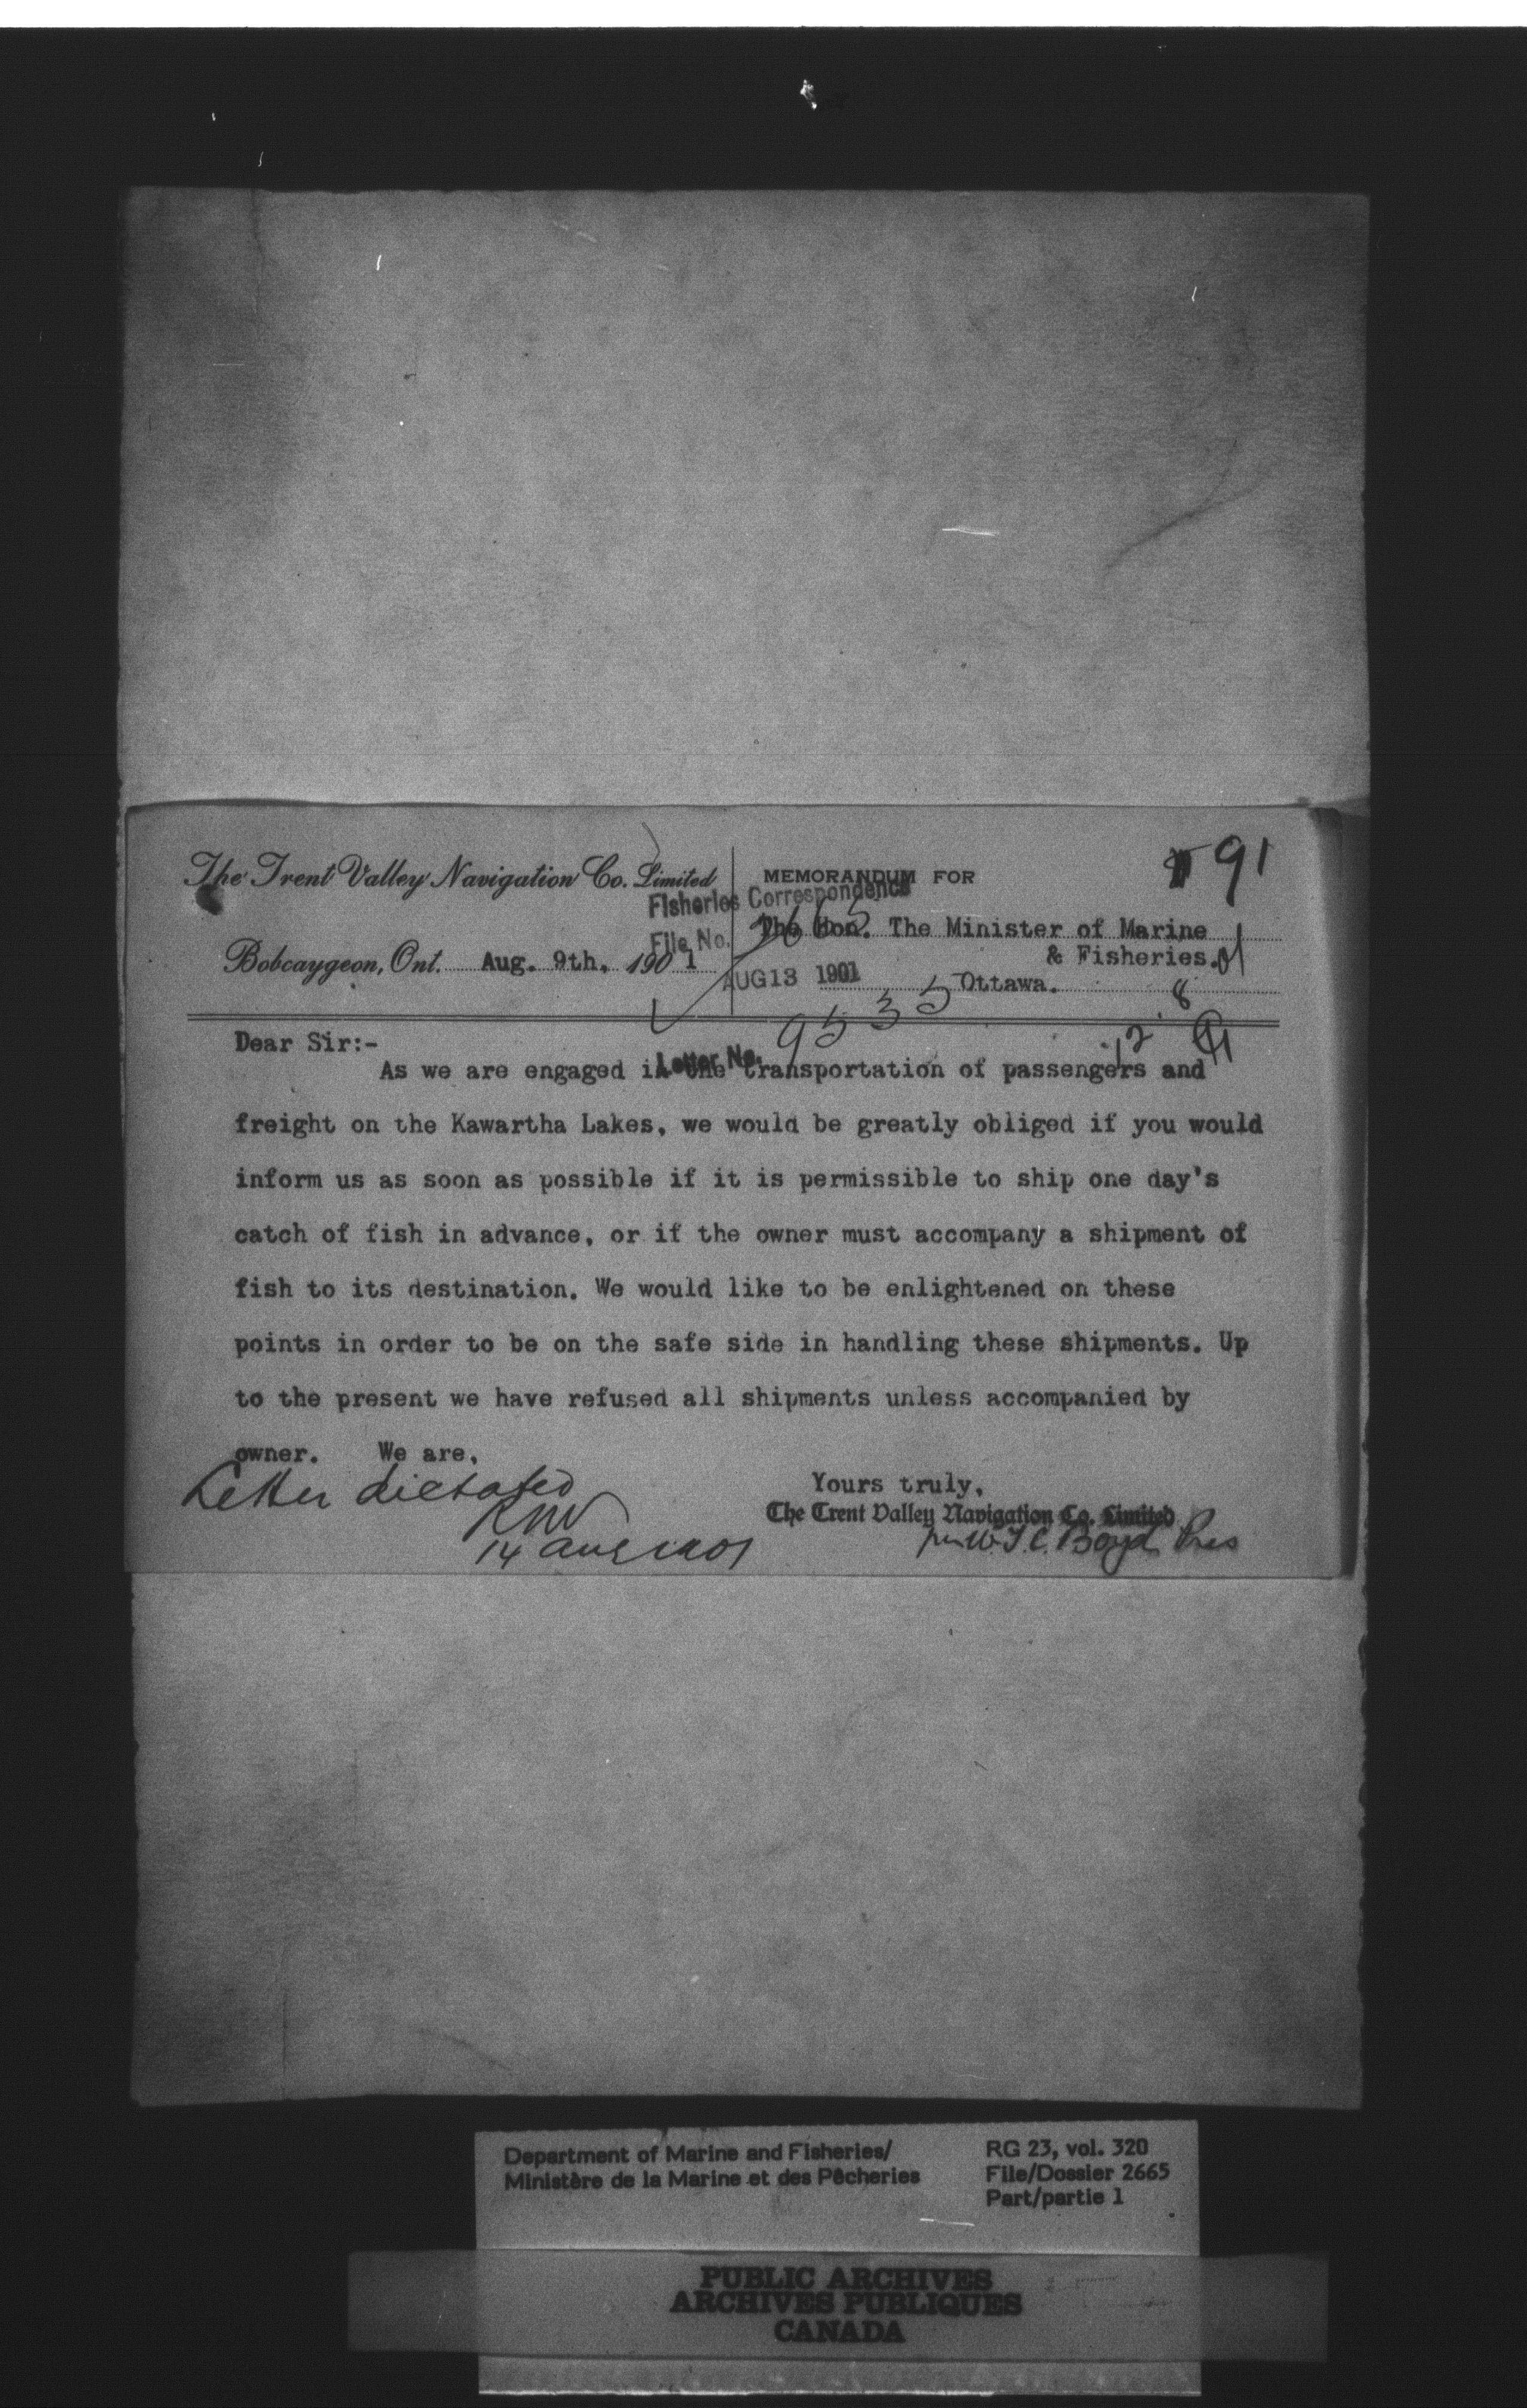 The Trent Valley Navigation Co. Limited
MEMORANDUM FOR
91
Fisheries Correspondence
File No. 2665
The Hon. The Minister of Marine
& Fisheries.
Bobcaygeon, Ont. Aug. 9th, 1901
AUG 13 1901
Ottawa.
Letter No. 9535
Dear Sir:-
As we are engaged in the transportation of passengers and
freight on the Kawartha Lakes, we would be greatly obliged if you would
inform us as soon as possible if it is permissible to ship one day's
catch of fish in advance, or if the owner must accompany a shipment of
fish to its destination. We would like to be enlightened on these
points in order to be on the safe side in handling these shipments. Up
to the present we have refused all shipments unless accompanied by
owner. We are,
Letter dictated
Yours truly,
The Trent Valley Navigation Co. Limited
per W.T.C. Boyd Pres
14 Aug 1901
Department of Marine and Fisheries/
Ministère de la Marine et des Pêcheries
RG 23, vol. 320
File/Dossier 2665
Part/partie 1
PUBLIC ARCHIVES
ARCHIVES PUBLIQUES
CANADA